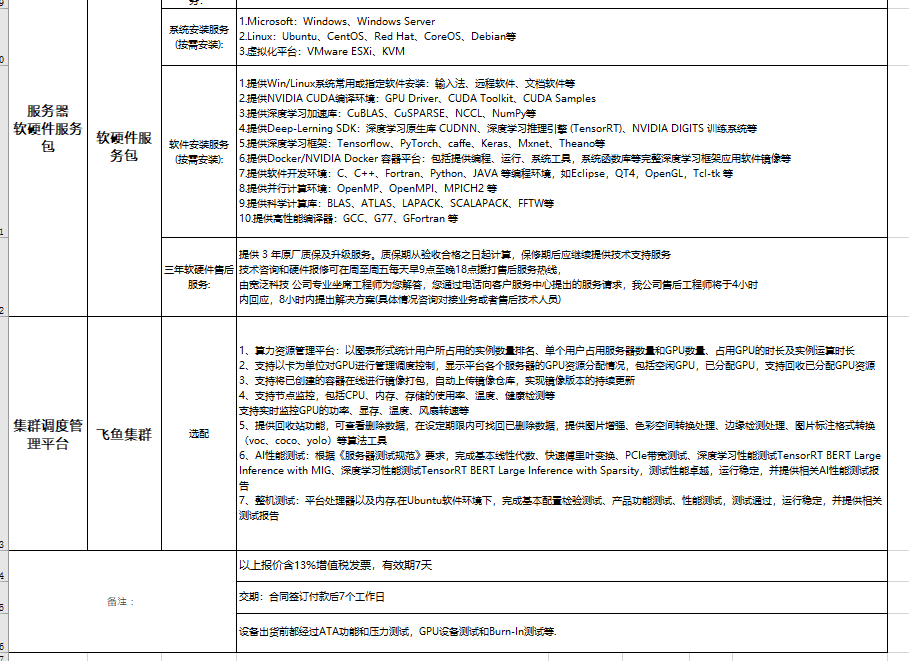 务:
服务器
软硬件服务
包
软硬件服
务包
系统安装服务
(按需安装):
1.Microsoft：Windows、Windows Server
2.Linux：Ubuntu、CentOS、Red Hat、CoreOS、Debian等
3.虚拟化平台：VMware ESXi、KVM
软件安装服务
(按需安装):
1.提供Win/Linux系统常用或指定软件安装：输入法、远程软件、文档软件等
2.提供NVIDIA CUDA编译环境：GPU Driver、CUDA Toolkit、CUDA Samples
3.提供深度学习加速库：CuBLAS、CuSPARSE、NCCL、NumPy等
4.提供Deep-Lerning SDK：深度学习原生库 CUDNN、深度学习推理引擎 (TensorRT)、NVIDIA DIGITS 训练系统等
5.提供深度学习框架：Tensorflow、PyTorch、caffe、Keras、Mxnet、Theano等
6.提供Docker/NVIDIA Docker 容器平台：包括提供编程、运行、系统工具，系统函数库等完整深度学习框架应用软件镜像等
7.提供软件开发环境：C、C++、Fortran、Python、JAVA 等编程环境，如Eclipse，QT4，OpenGL，Tcl-tk 等
8.提供并行计算环境：OpenMP、OpenMPI、MPICH2 等
9.提供科学计算库：BLAS、ATLAS、LAPACK、SCALAPACK、FFTW等
10.提供高性能编译器：GCC、G77、GFortran 等
三年软硬件售后
服务:
提供 3 年原厂质保及升级服务。质保期从验收合格之日起计算，保修期后应继续提供技术支持服务
技术咨询和硬件报修可在周至周五每天早9点至晚18点拨打售后服务热线，
由宽泛科技 公司专业坐席工程师为您解答，您通过电话向客户服务中心提出的服务请求，我公司售后工程师将于4小时
内回应，8小时内提出解决方案(具体情况咨询对接业务或者售后技术人员)
集群调度管
理平台
飞鱼集群
选配
1、算力资源管理平台：以图表形式统计用户所占用的实例数量排名、单个用户占用服务器数量和GPU数量、占用GPU的时长及实例运算时长
2、支持以卡为单位对GPU进行管理调度控制，显示平台各个服务器的GPU资源分配情况，包括空闲GPU，已分配GPU，支持回收已分配GPU资源
3、支持将已创建的容器在线进行镜像打包，自动上传镜像仓库，实现镜像版本的持续更新
4、支持节点监控，包括CPU、内存、存储的使用率、温度、健康检测等
支持实时监控GPU的功率、显存、温度、风扇转速等
5、提供回收站功能，可查看删除数据，在设定期限内可找回已删除数据，提供图片增强、色彩空间转换处理、边缘检测处理、图片标注格式转换
（voc、coco、yolo）等算法工具
6、AI性能测试：根据《服务器测试规范》要求，完成基本线性代数、快速傅里叶变换、PCIe带宽测试、深度学习性能测试TensorRT BERT Large
Inference with MIG、深度学习性能测试TensorRT BERT Large Inference with Sparsity，测试性能卓越，运行稳定，并提供相关AI性能测试报
告
7、整机测试：平台处理器以及内存,在Ubuntu软件环境下，完成基本配置检验测试、产品功能测试、性能测试，测试通过，运行稳定，并提供相关
测试报告
备注：
以上报价含13%增值税发票，有效期7天
交期：合同签订付款后7个工作日
设备出货前都经过ATA功能和压力测试，GPU设备测试和Burn-In测试等.